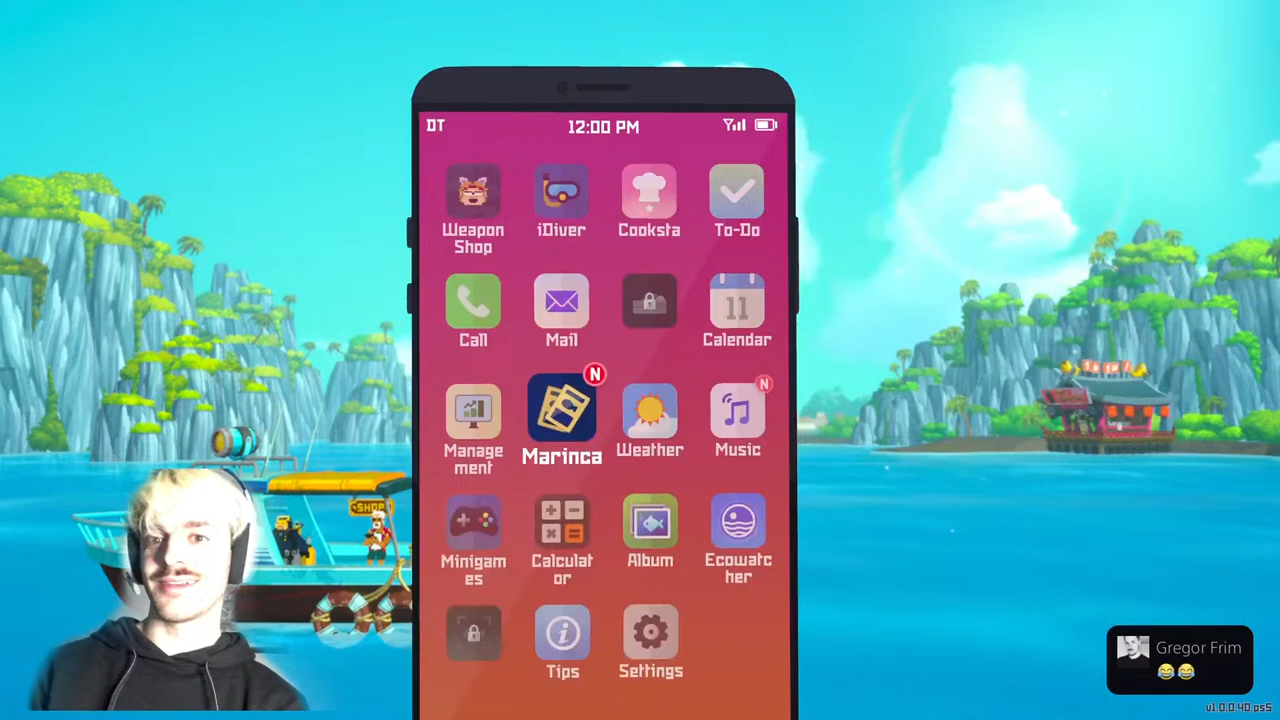 DT
12:00 PM
Weapon
Shop
iDiver
Cooksta
To-Do
Call
Mail
11
Calendar
Manage
ment
N
Marinca
Weather
N
Music
Minigam
es
Calculat
or
Album
Ecowatc
her
Tips
Settings
SHOP
Gregor Frim
😂😂
v1.0.0.40.ps5